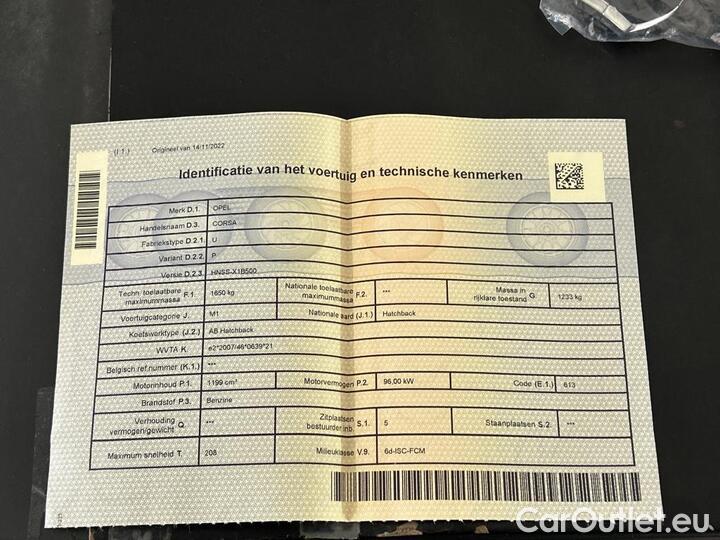 (I.1.) Origineel van 14/11/2022
Identificatie van het voertuig en technische kenmerken
Merk D.1. OPEL
Handelsnaam D.3. CORSA
Fabriekstype D.2.1. U
Variant D.2.2. P
Versie D.2.3. HNSS-X1B500
Techn. toelaatbare maximummassa F.1. 1650 kg Nationale toelaatbare maximummassa F.2. *** Massa in rijklare toestand G 1233 kg
Voertuigcategorie J. M1 Nationale aard (J.1.) Hatchback
Koetswerktype (J.2.) AB Hatchback
WVTA K. e2*2007/46*0639*21
Belgisch ref.nummer (K.1.) ***
Motorinhoud P.1. 1199 cm³ Motorvermogen P.2. 96,00 kW Code (E.1.) 613
Brandstof P.3. Benzine
Verhouding vermogen/gewicht Q. *** Zitplaatsen bestuurder inb. S.1. 5 Staanplaatsen S.2. ***
Maximum snelheid T. 208 Milieuklasse V.9. 6d-ISC-FCM
CarOutlet.eu